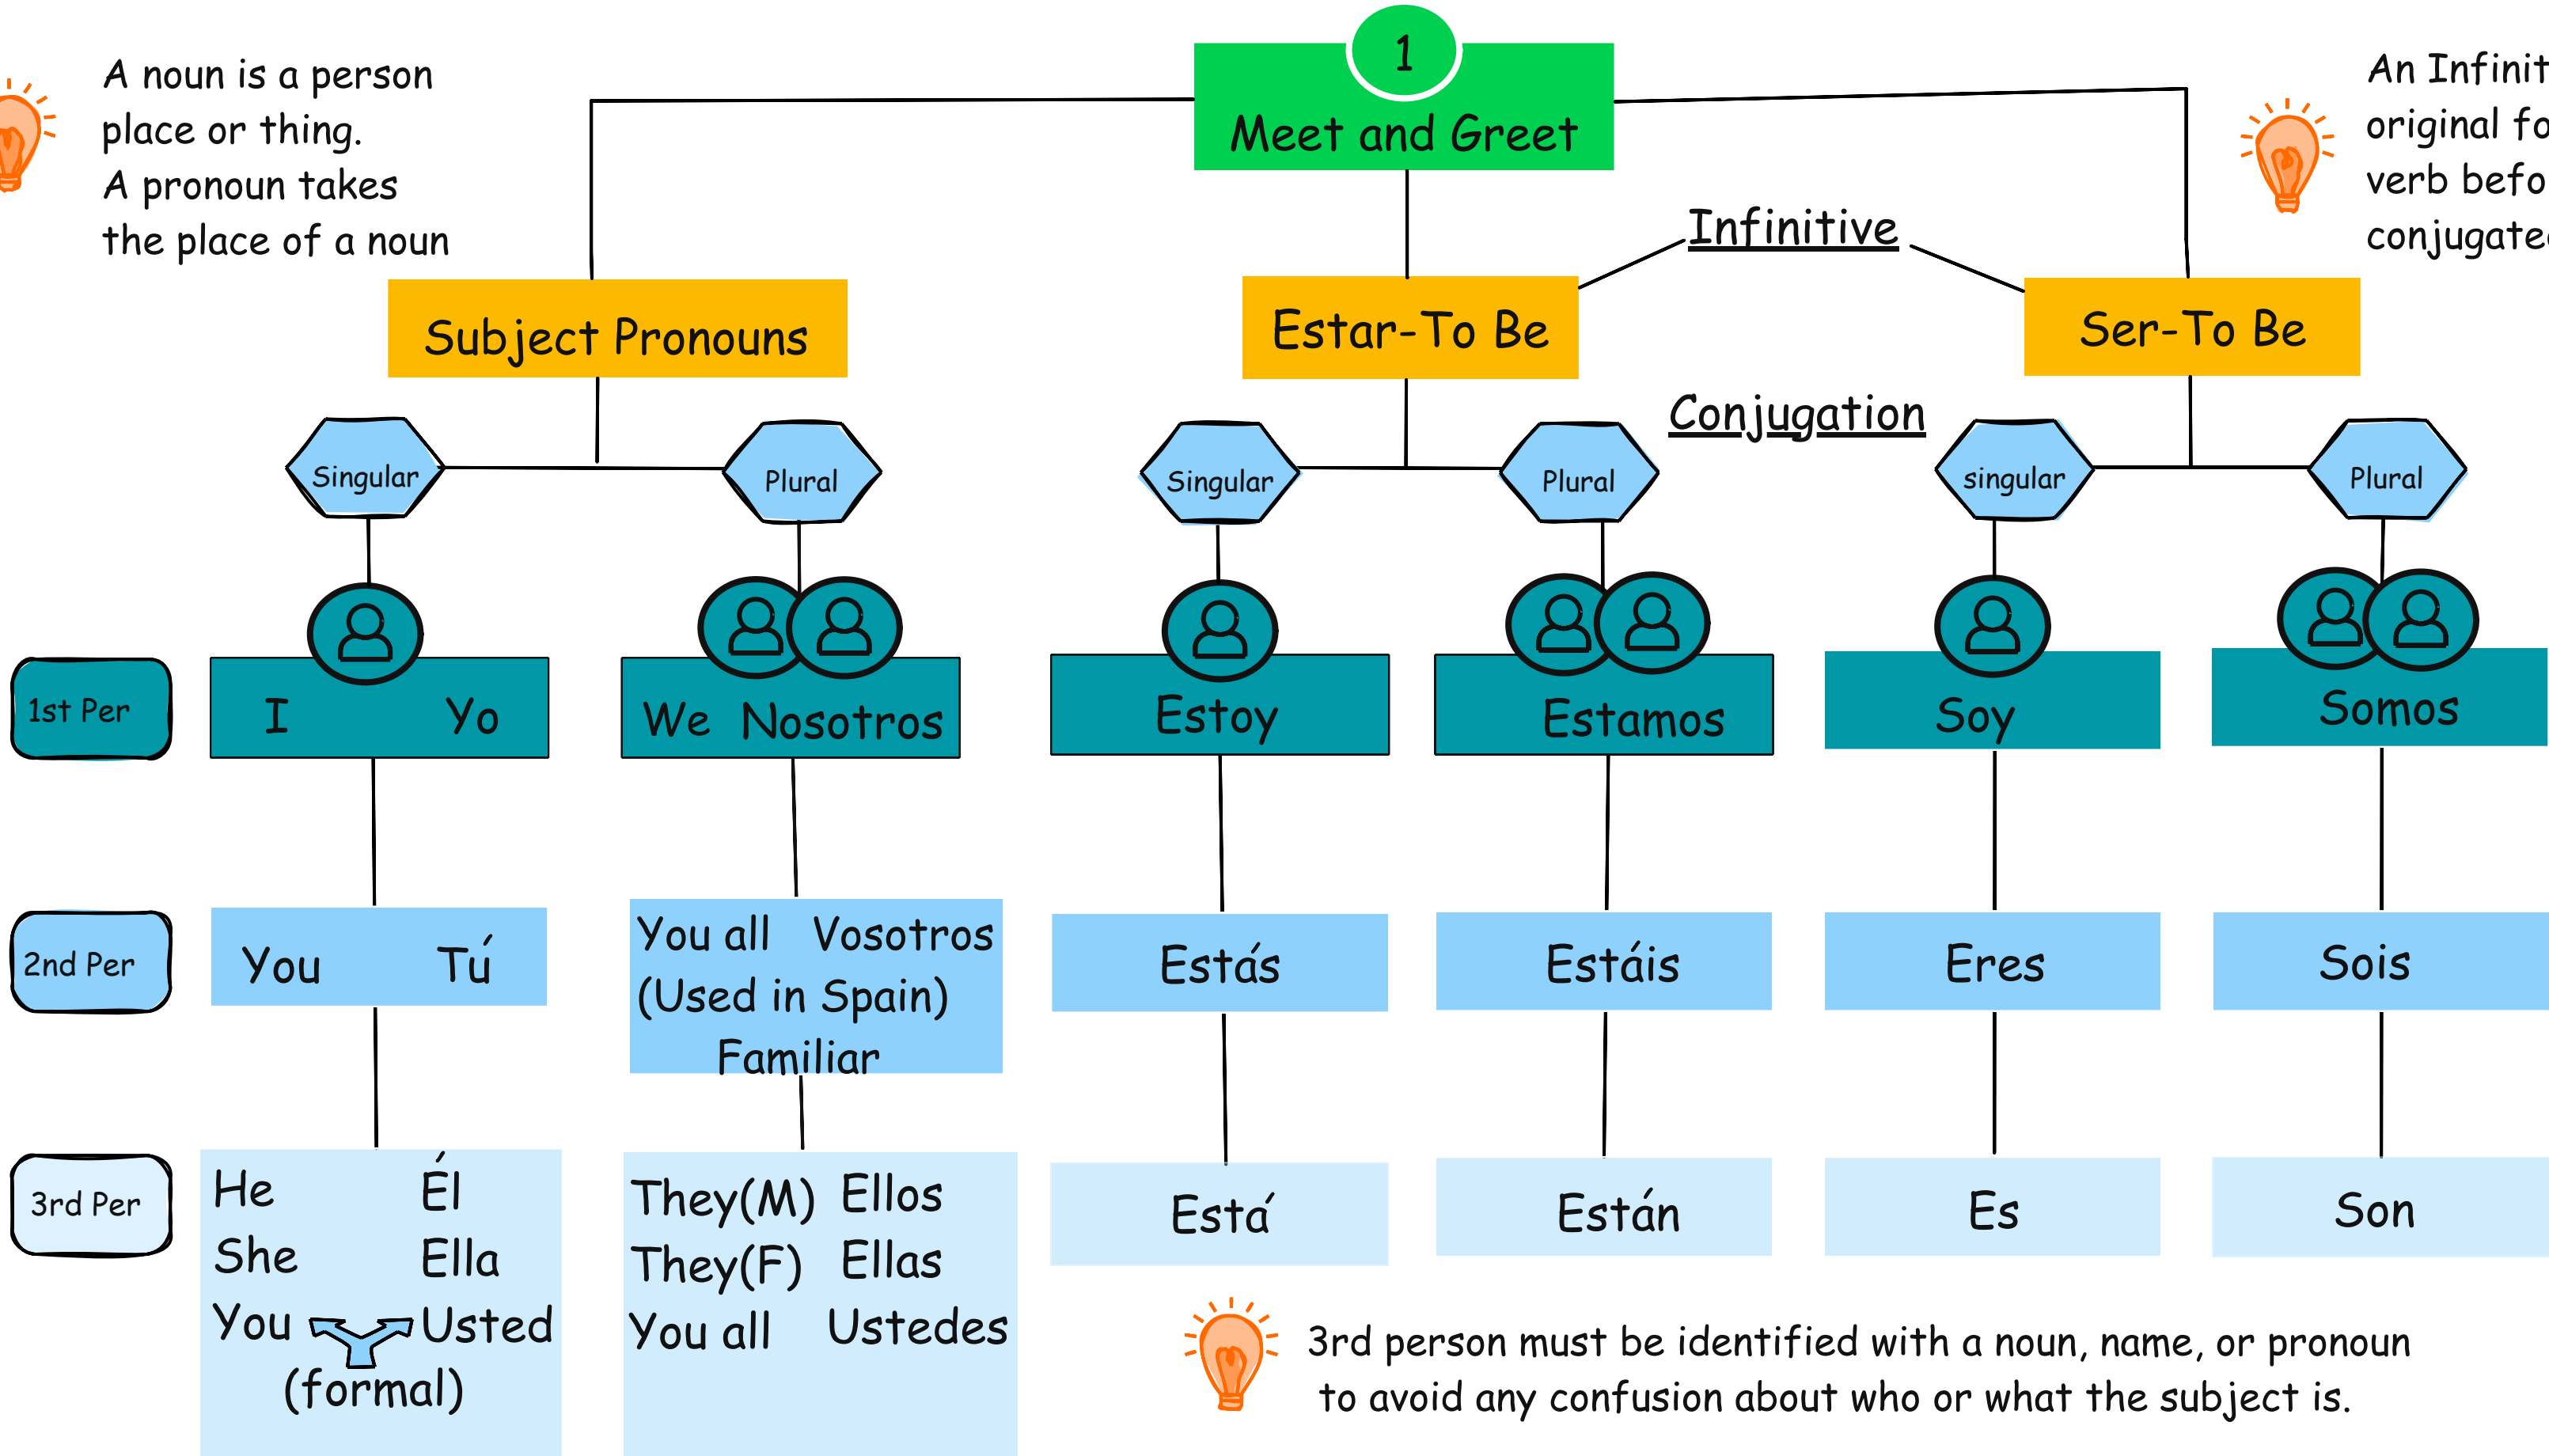 1
Meet and Greet
A noun is a person
place or thing.
A pronoun takes
the place of a noun
An Infinit
original fo
verb befo
conjugate
Infinitive
Subject Pronouns
Estar-To Be
Ser-To Be
Conjugation
Singular
Plural
Singular
Plural
singular
Plural
1st Per
I Yo
We Nosotros
Estoy
Estamos
Soy
Somos
2nd Per
You Tú
You all Vosotros
(Used in Spain)
Familiar
Estás
Estáis
Eres
Sois
3rd Per
He Él
She Ella
You Usted
(formal)
They(M) Ellos
They(F) Ellas
You all Ustedes
Está
Están
Es
Son
3rd person must be identified with a noun, name, or pronoun
to avoid any confusion about who or what the subject is.